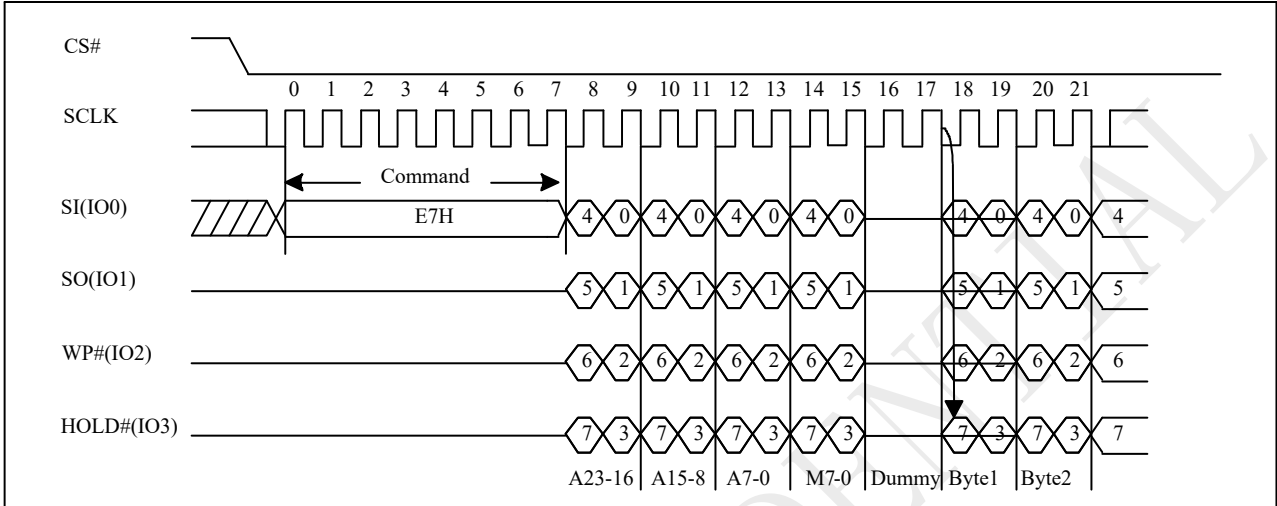 CS#
0 1 2 3 4 5 6 7 8 9 10 11 12 13 14 15 16 17 18 19 20 21
SCLK
Command
SI(IO0) E7H 4 0 4 0 4 0 4 0 4 0 4 0 4
SO(IO1) 5 1 5 1 5 1 5 1 5 1 5 1 5
WP#(IO2) 6 2 6 2 6 2 6 2 6 2 6 2 6
HOLD#(IO3) 7 3 7 3 7 3 7 3 7 3 7 3 7
A23-16 A15-8 A7-0 M7-0 Dummy Byte1 Byte2
DENTIAL